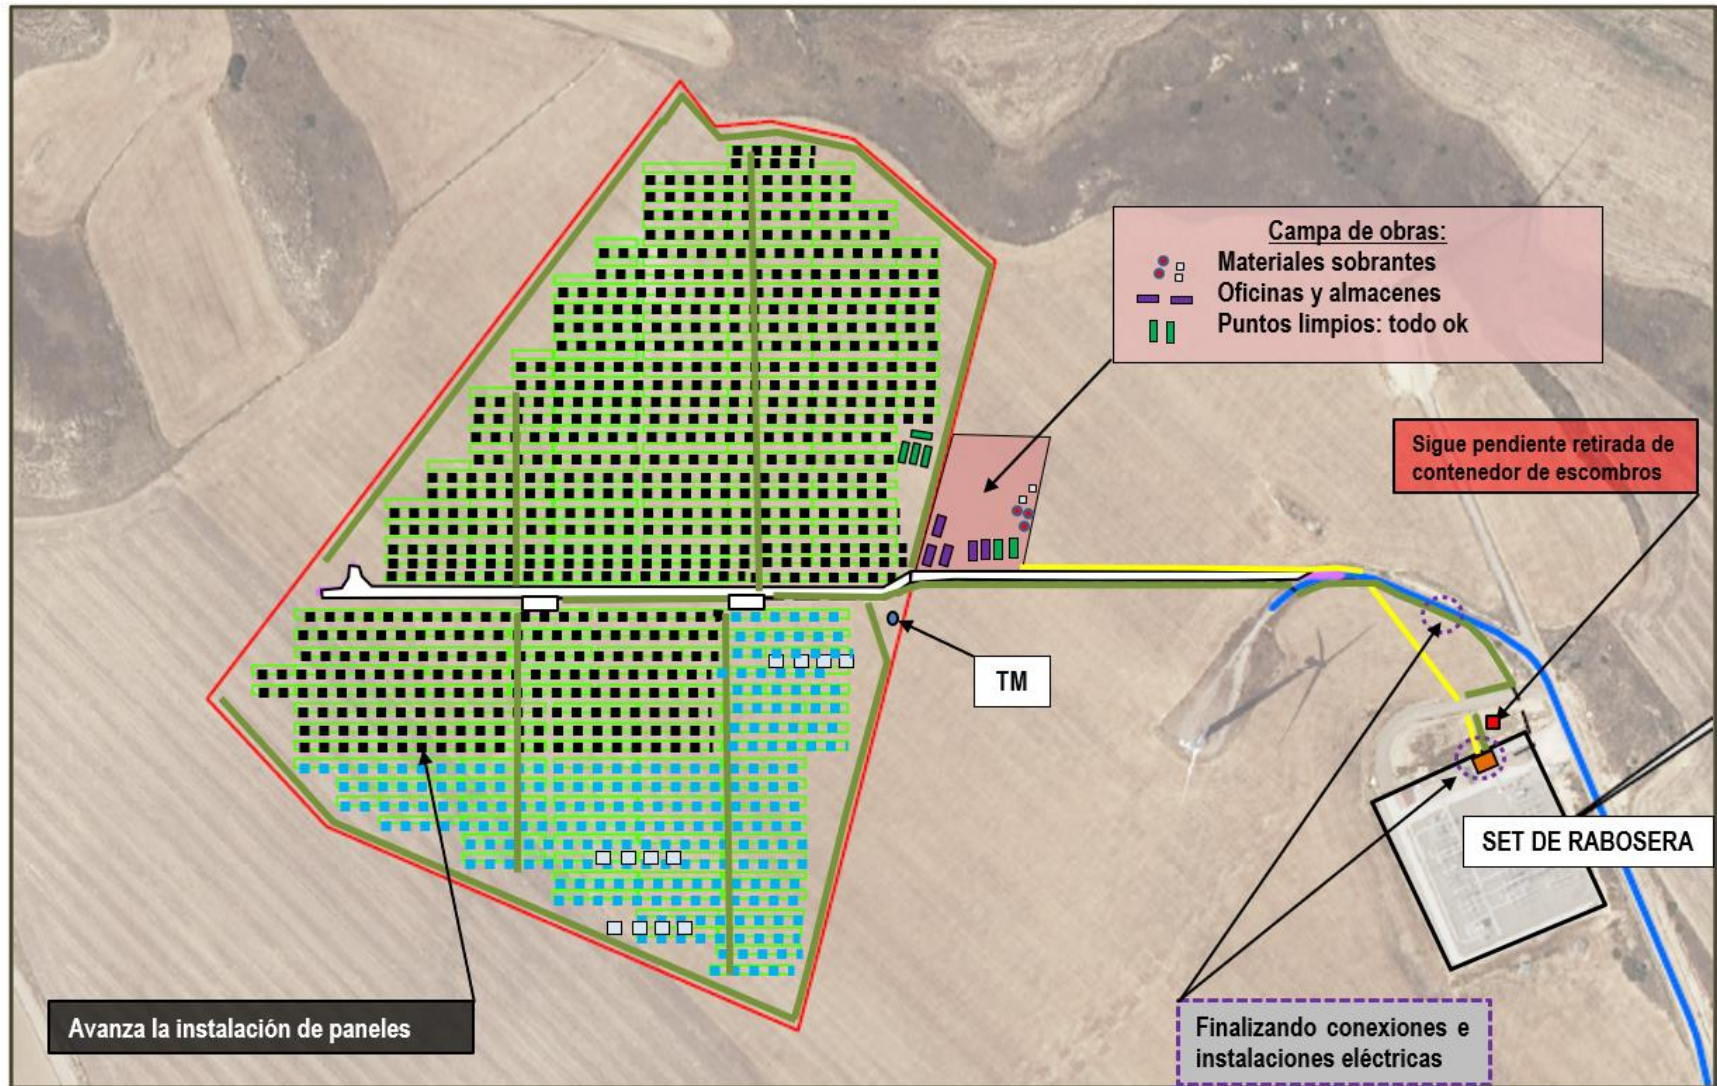 Campa de obras:
Materiales sobrantes
Oficinas y almacenes
Puntos limpios: todo ok
Sigue pendiente retirada de
contenedor de escombros
TM
SET DE RABOSERA
Avanza la instalación de paneles
Finalizando conexiones e
instalaciones eléctricas